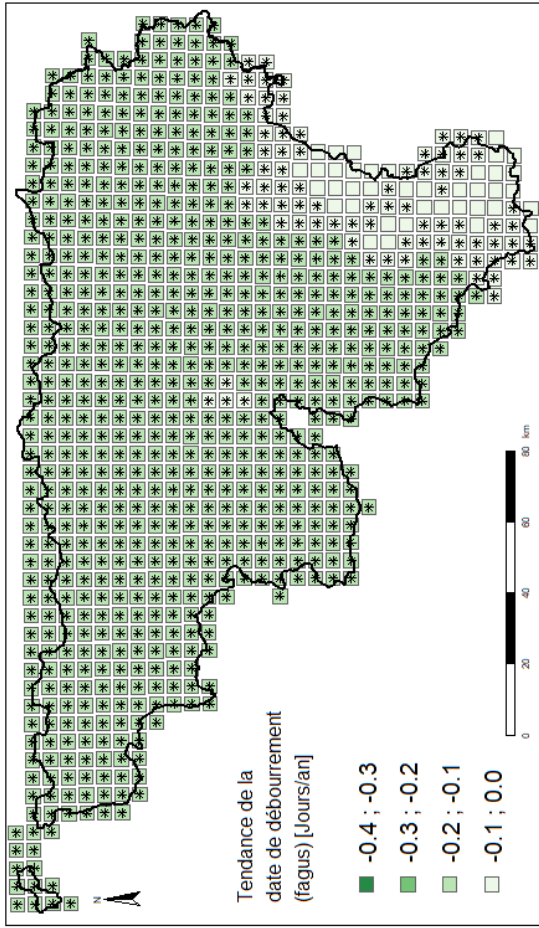 N
Tendance de la
date de débourrement
(fagus) [Jours/an]
-0.4 ; -0.3
-0.3 ; -0.2
-0.2 ; -0.1
-0.1 ; 0.0
0 20 40 60 80 km